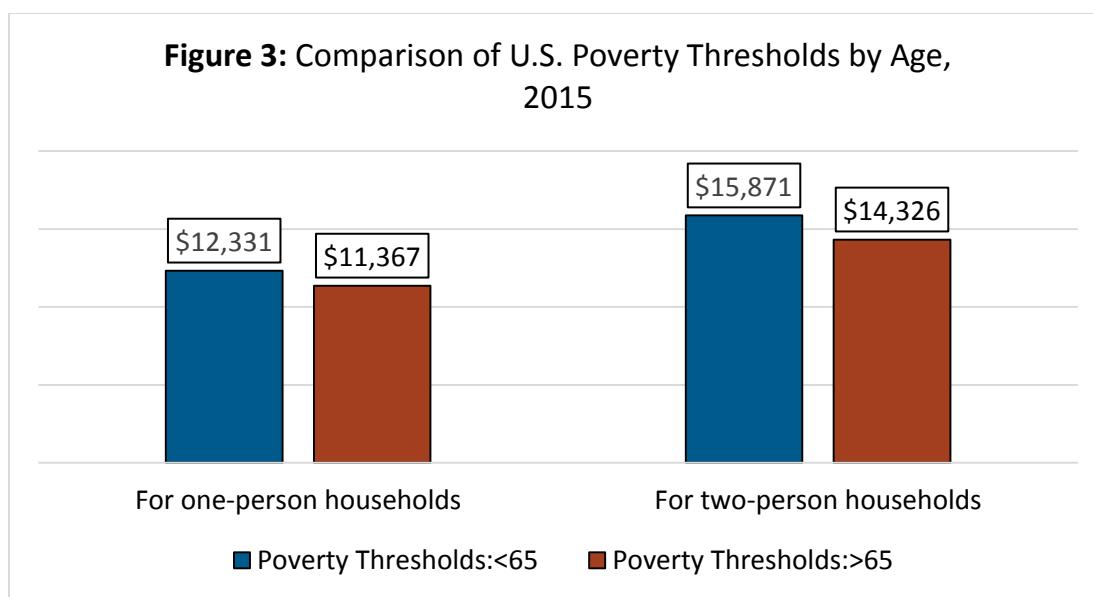 Figure 3: Comparison of U.S. Poverty Thresholds by Age,
2015
$12,331
$11,367
$15,871
$14,326
For one-person households
For two-person households
Poverty Thresholds:<65
Poverty Thresholds:>65